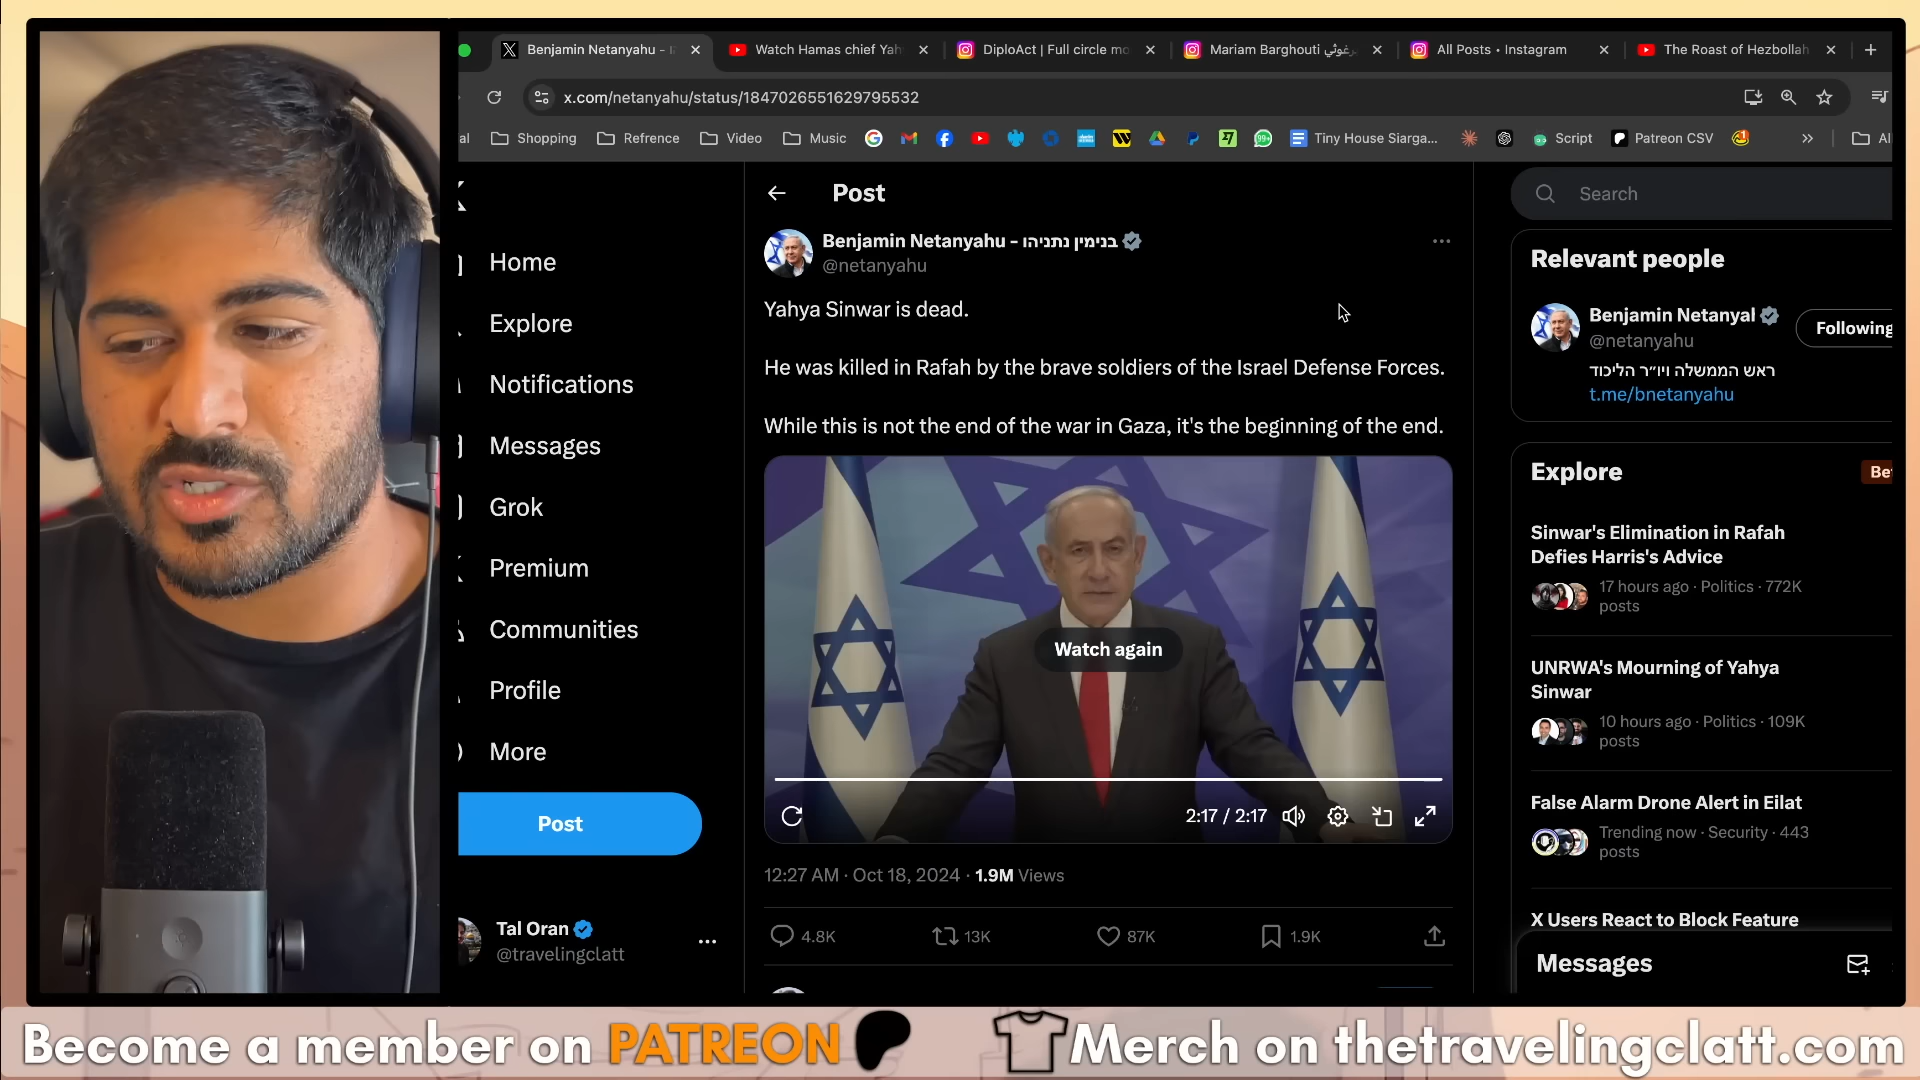 Benjamin Netanyahu -
Watch Hamas chief Yah
DiploAct | Full circle mo
Mariam Barghouti
All Posts • Instagram
The Roast of Hezbollah
x.com/netanyahu/status/1847026551629795532
al
Shopping
Refrence
Video
Music
Tiny House Siarga...
Script
Patreon CSV
All
Home
Explore
Notifications
Messages
Grok
Premium
Communities
Profile
More
Post
Tal Oran
@travelingclatt
Post
Benjamin Netanyahu - בנימין נתניהו
@netanyahu
Yahya Sinwar is dead.
He was killed in Rafah by the brave soldiers of the Israel Defense Forces.
While this is not the end of the war in Gaza, it's the beginning of the end.
Watch again
2:17 / 2:17
12:27 AM · Oct 18, 2024 · 1.9M Views
4.8K 13K 87K 1.9K
Search
Relevant people
Benjamin Netanyal
@netanyahu
Following
ראש הממשלה ויו״ר הליכוד
t.me/bnetanyahu
Explore
Bet
Sinwar's Elimination in Rafah
Defies Harris's Advice
17 hours ago · Politics · 772K
posts
UNRWA's Mourning of Yahya
Sinwar
10 hours ago · Politics · 109K
posts
False Alarm Drone Alert in Eilat
Trending now · Security · 443
posts
X Users React to Block Feature
Messages
Become a member on PATREON
Merch on thetravelingclatt.com